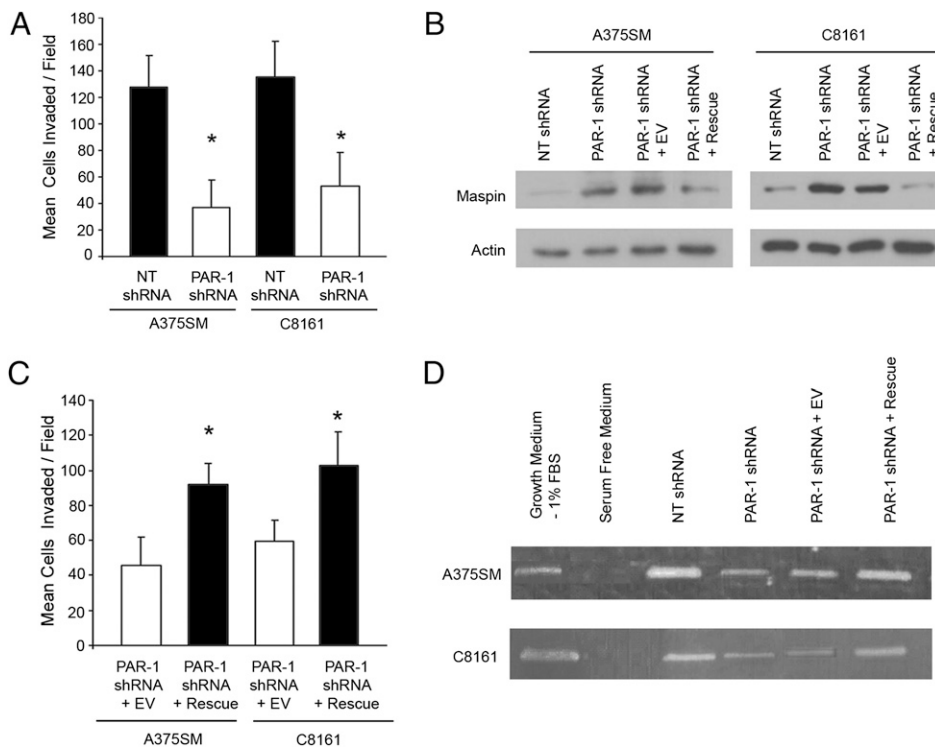 A
Mean Cells Invaded / Field
180
160
140
120
100
80
60
40
20
0
*
*
NT
shRNA
PAR-1
shRNA
NT
shRNA
PAR-1
shRNA
A375SM
C8161
B
A375SM
C8161
NT shRNA
PAR-1 shRNA
PAR-1 shRNA
+ EV
PAR-1 shRNA
+ Rescue
NT shRNA
PAR-1 shRNA
PAR-1 shRNA
+ EV
PAR-1 shRNA
+ Rescue
Maspin
Actin
C
Mean Cells Invaded / Field
140
120
100
80
60
40
20
0
*
*
PAR-1
shRNA
+ EV
PAR-1
shRNA
+ Rescue
PAR-1
shRNA
+ EV
PAR-1
shRNA
+ Rescue
A375SM
C8161
D
Growth Medium
- 1% FBS
Serum Free Medium
NT shRNA
PAR-1 shRNA
PAR-1 shRNA + EV
PAR-1 shRNA + Rescue
A375SM
C8161